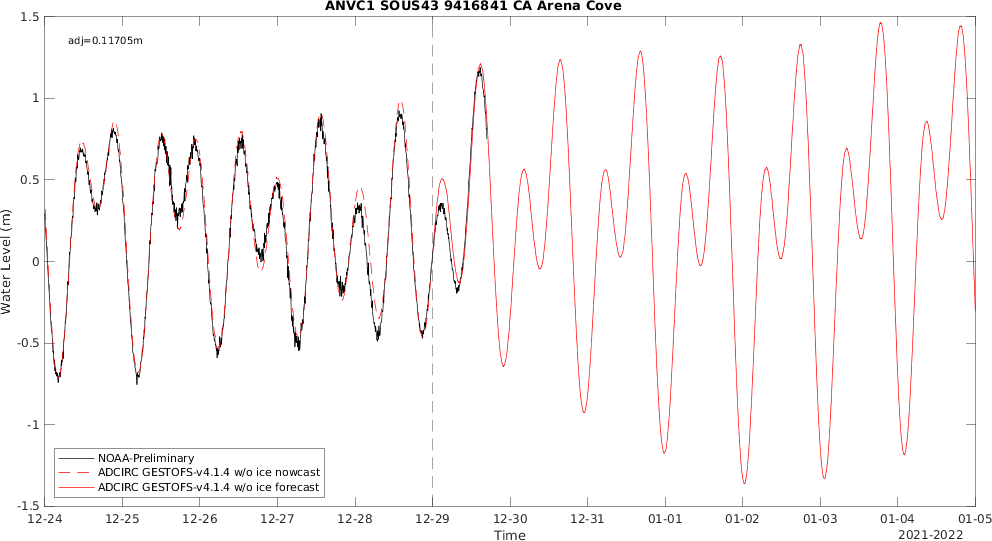 ANVC1 SOUS43 9416841 CA Arena Cove
adj=0.11705m
1.5
1
0.5
0
-0.5
-1
-1.5
Water Level (m)
NOAA-Preliminary
ADCIRC GESTOFS-v4.1.4 w/o ice nowcast
ADCIRC GESTOFS-v4.1.4 w/o ice forecast
12-24 12-25 12-26 12-27 12-28 12-29 12-30 12-31 01-01 01-02 01-03 01-04 01-05
Time
2021-2022